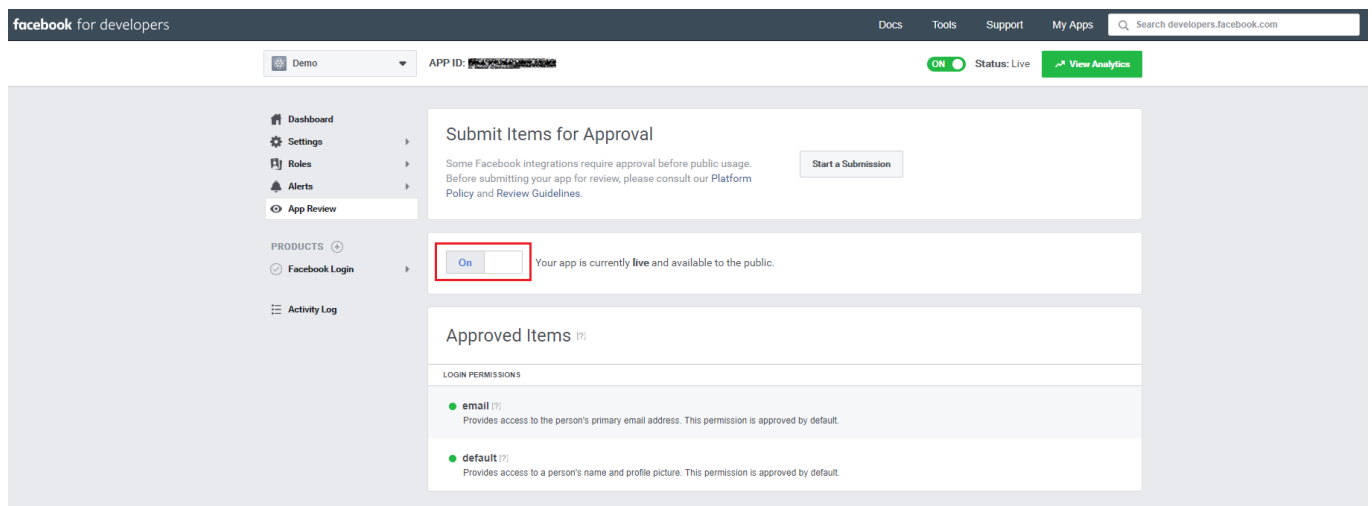 facebook for developers
Docs
Tools
Support
My Apps
Search developers.facebook.com
Demo
APP ID:
ON
Status: Live
View Analytics
Dashboard
Settings
Roles
Alerts
App Review
PRODUCTS
Facebook Login
Activity Log
Submit Items for Approval
Some Facebook integrations require approval before public usage.
Before submitting your app for review, please consult our Platform
Policy and Review Guidelines.
Start a Submission
On
Your app is currently live and available to the public.
Approved Items [?]
LOGIN PERMISSIONS
email [?]
Provides access to the person's primary email address. This permission is approved by default.
default [?]
Provides access to a person's name and profile picture. This permission is approved by default.